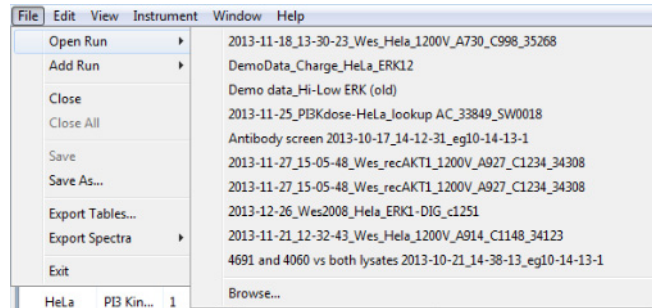 File Edit View Instrument Window Help
Open Run
Add Run
Close
Close All
Save
Save As...
Export Tables...
Export Spectra
Exit
2013-11-18_13-30-23_Wes_Hela_1200V_A730_C998_35268
DemoData_Charge_HeLa_ERK12
Demo data_Hi-Low ERK (old)
2013-11-25_PI3Kdose-HeLa_lookup AC_33849_SW0018
Antibody screen 2013-10-17_14-12-31_eg10-14-13-1
2013-11-27_15-05-48_Wes_recAKT1_1200V_A927_C1234_34308
2013-11-27_15-05-48_Wes_recAKT1_1200V_A927_C1234_34308
2013-12-26_Wes2008_Hela_ERK1-DIG_c1251
2013-11-21_12-32-43_Wes_Hela_1200V_A914_C1148_34123
4691 and 4060 vs both lysates 2013-10-21_14-38-13_eg10-14-13-1
Browse...
HeLa PI3 Kin... 1